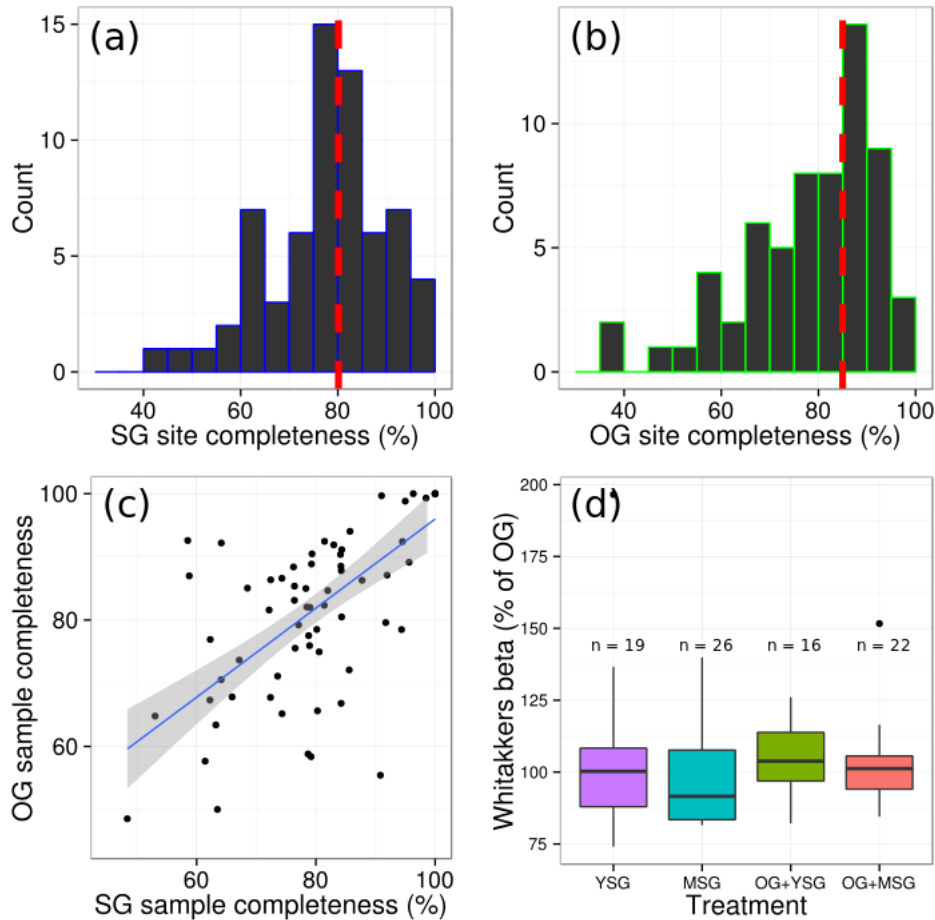 (a)
15
10
5
0
Count
40 60 80 100
SG site completeness (%)
(b)
10
5
0
Count
40 60 80 100
OG site completeness (%)
(c)
100
80
60
OG sample completeness
60 80 100
SG sample completeness (%)
(d)
200
175
150
125
100
75
Whitakkers beta (% of OG)
n = 19 n = 26 n = 16 n = 22
YSG MSG OG+YSG OG+MSG
Treatment